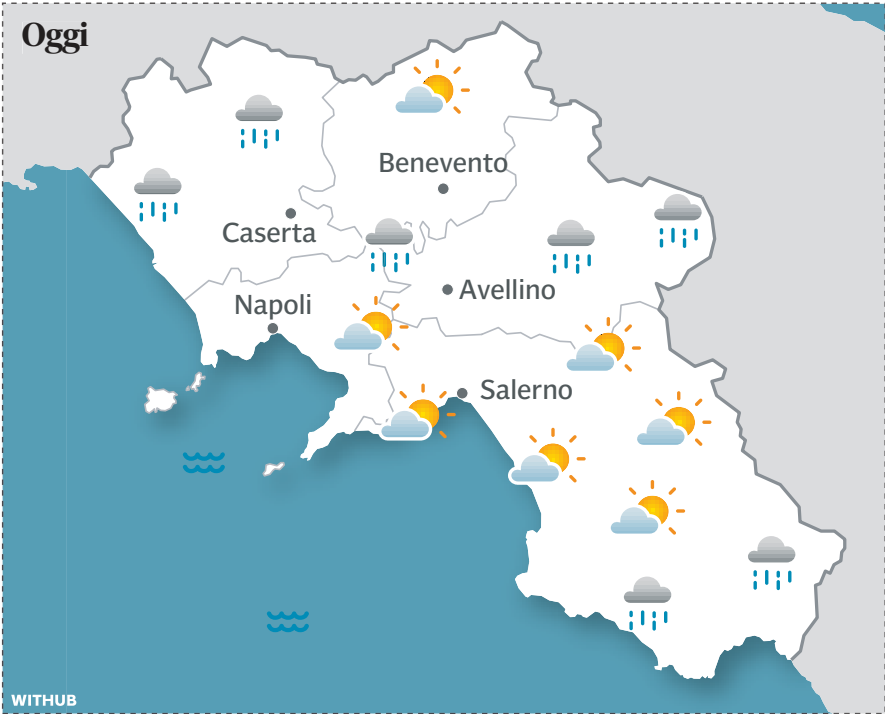 Oggi
Benevento
Caserta
Avellino
Napoli
Salerno
WITHUB